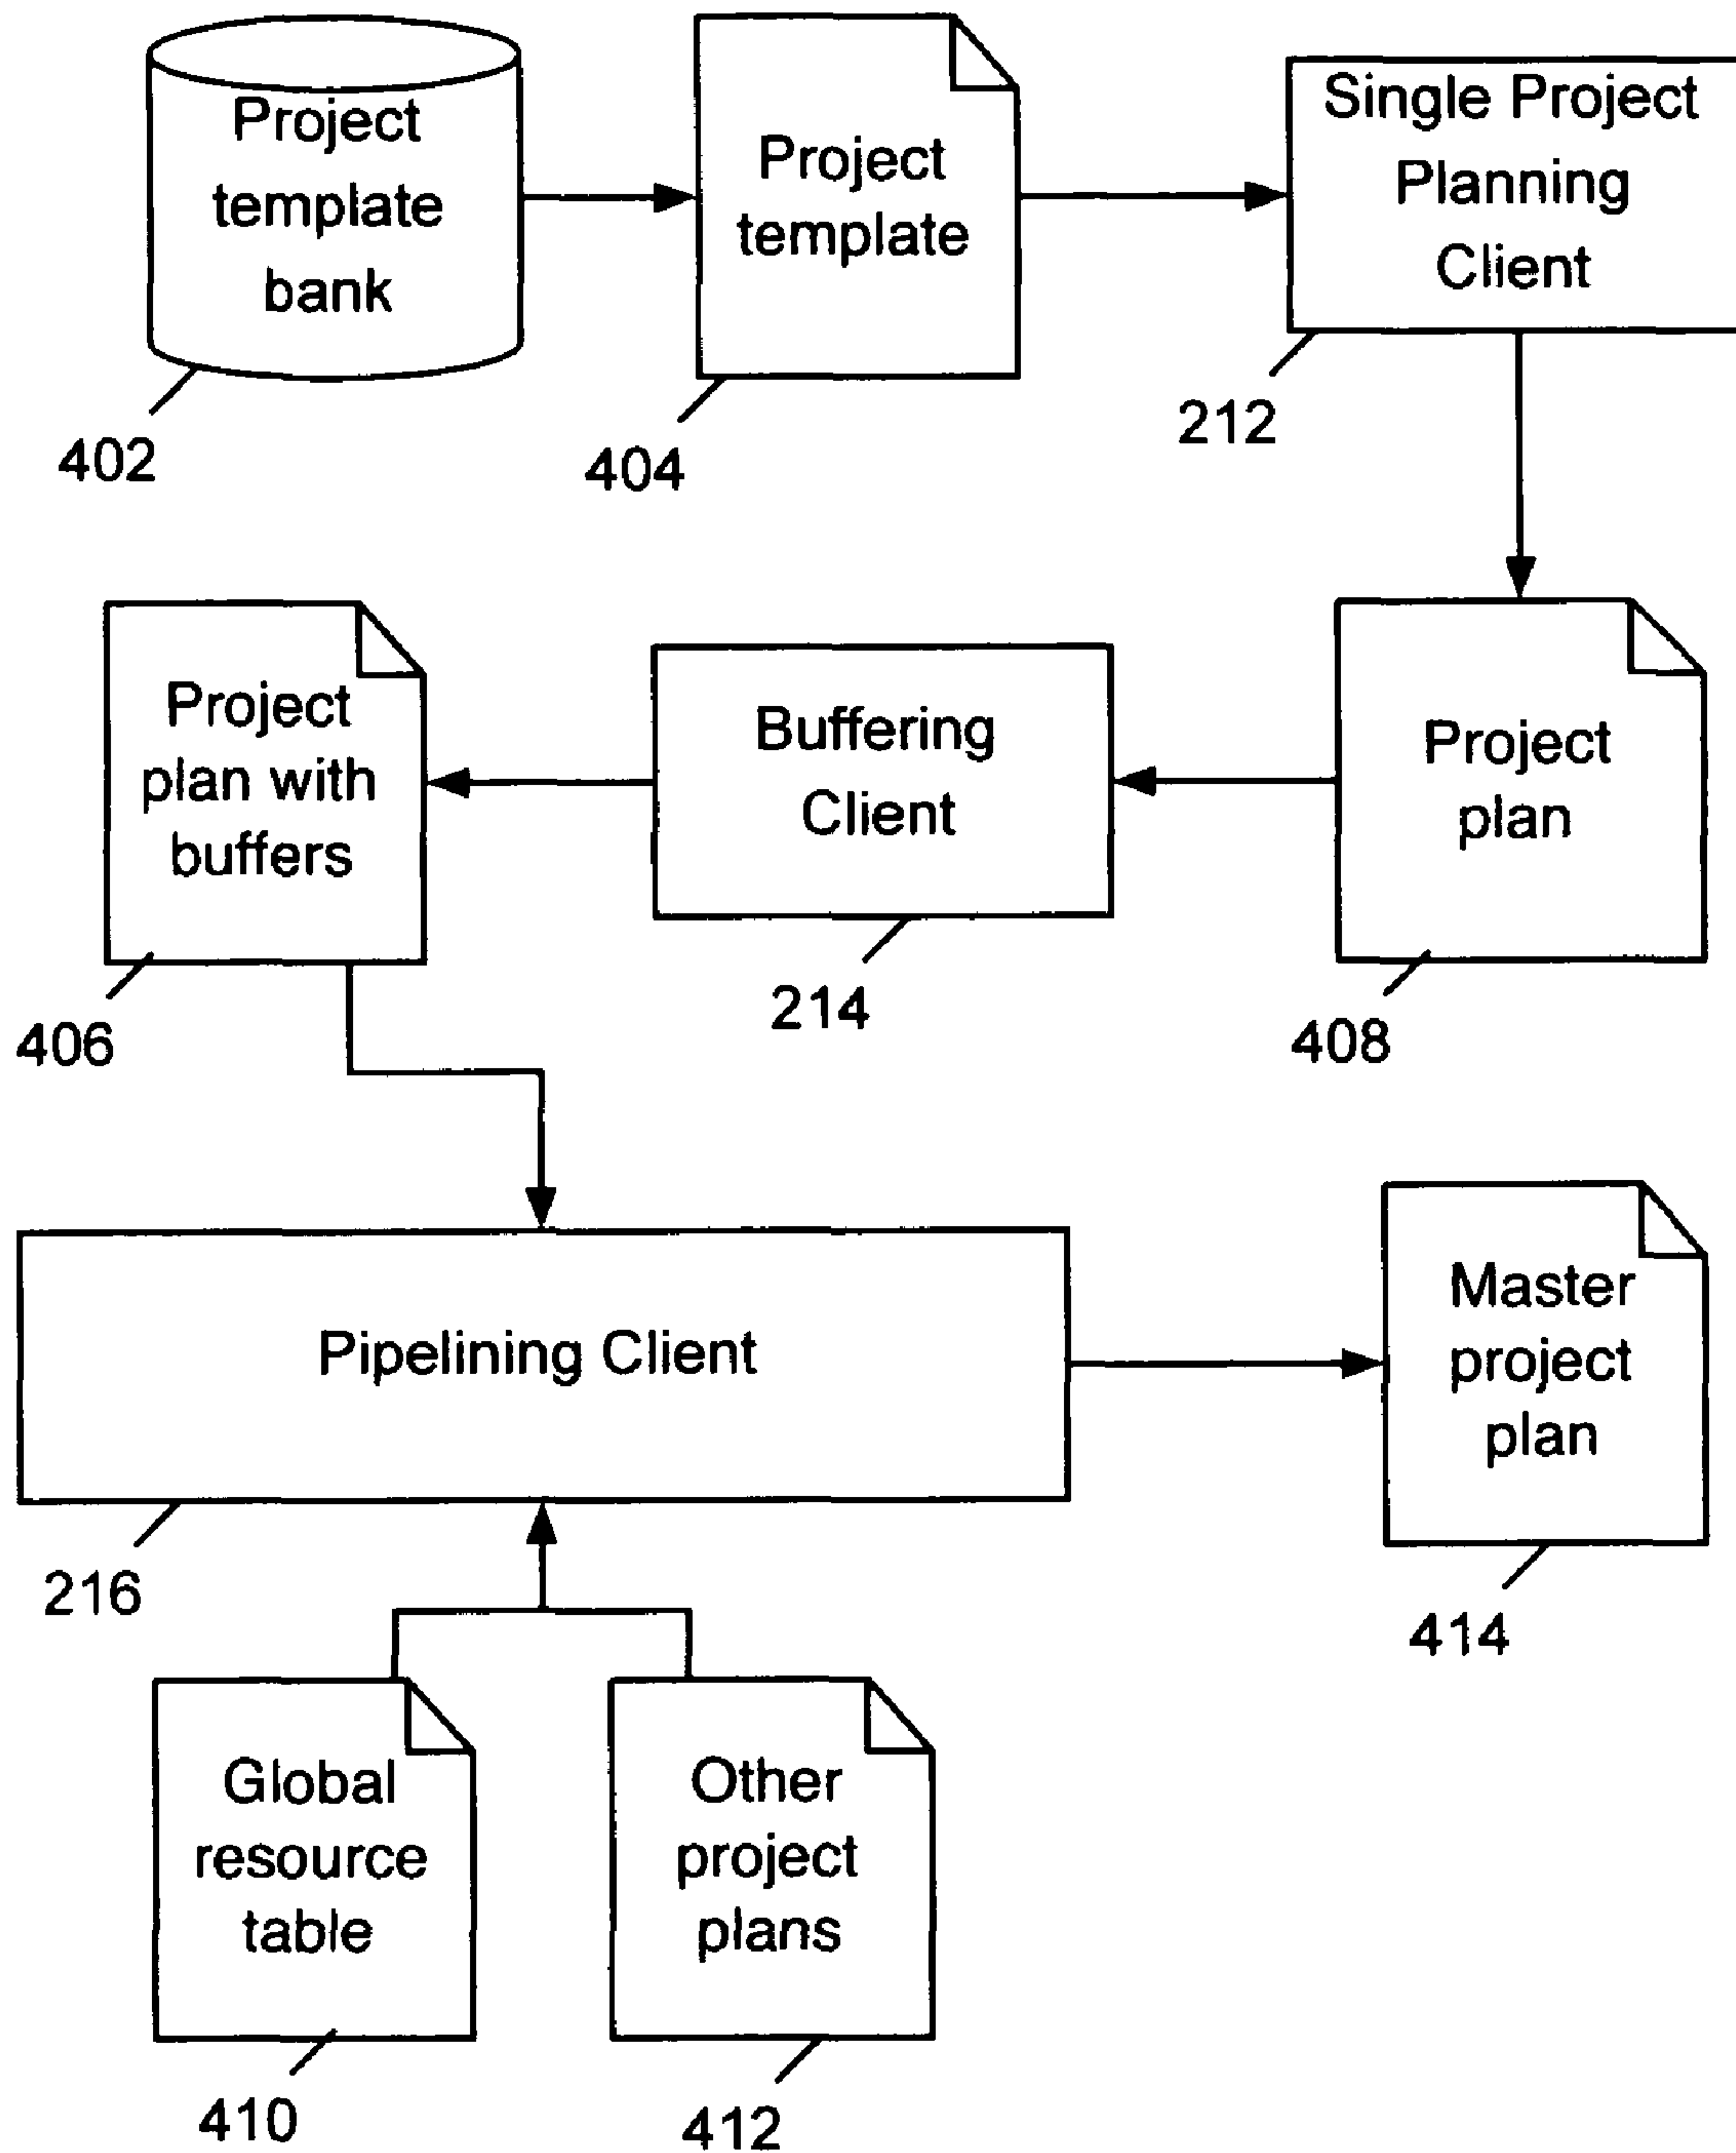 Project
template
bank
402
Project
template
404
Single Project
Planning
Client
212
Project
plan with
buffers
406
Buffering
Client
214
Project
plan
408
Pipelining Client
216
Master
project
plan
414
Global
resource
table
410
Other
project
plans
412